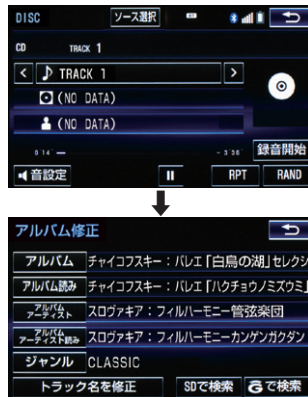 DISC ソース選択
CD TRACK 1
< ♪ TRACK 1 >
(NO DATA)
(NO DATA)
0'14" - 3'38" 録音開始
音設定 RPT RAND
アルバム修正
アルバム チャイコフスキー：バレエ「白鳥の湖」セレクシ
アルバム読み チャイコフスキー：バレエ「ハクチョウノミズウミ」
アルバムアーティスト スロヴァキア：フィルハーモニー管弦楽団
アルバムアーティスト読み スロヴァキア：フィルハーモニーカンゲンガクダン
ジャンル CLASSIC
トラック名を修正 SDで検索 Gで検索